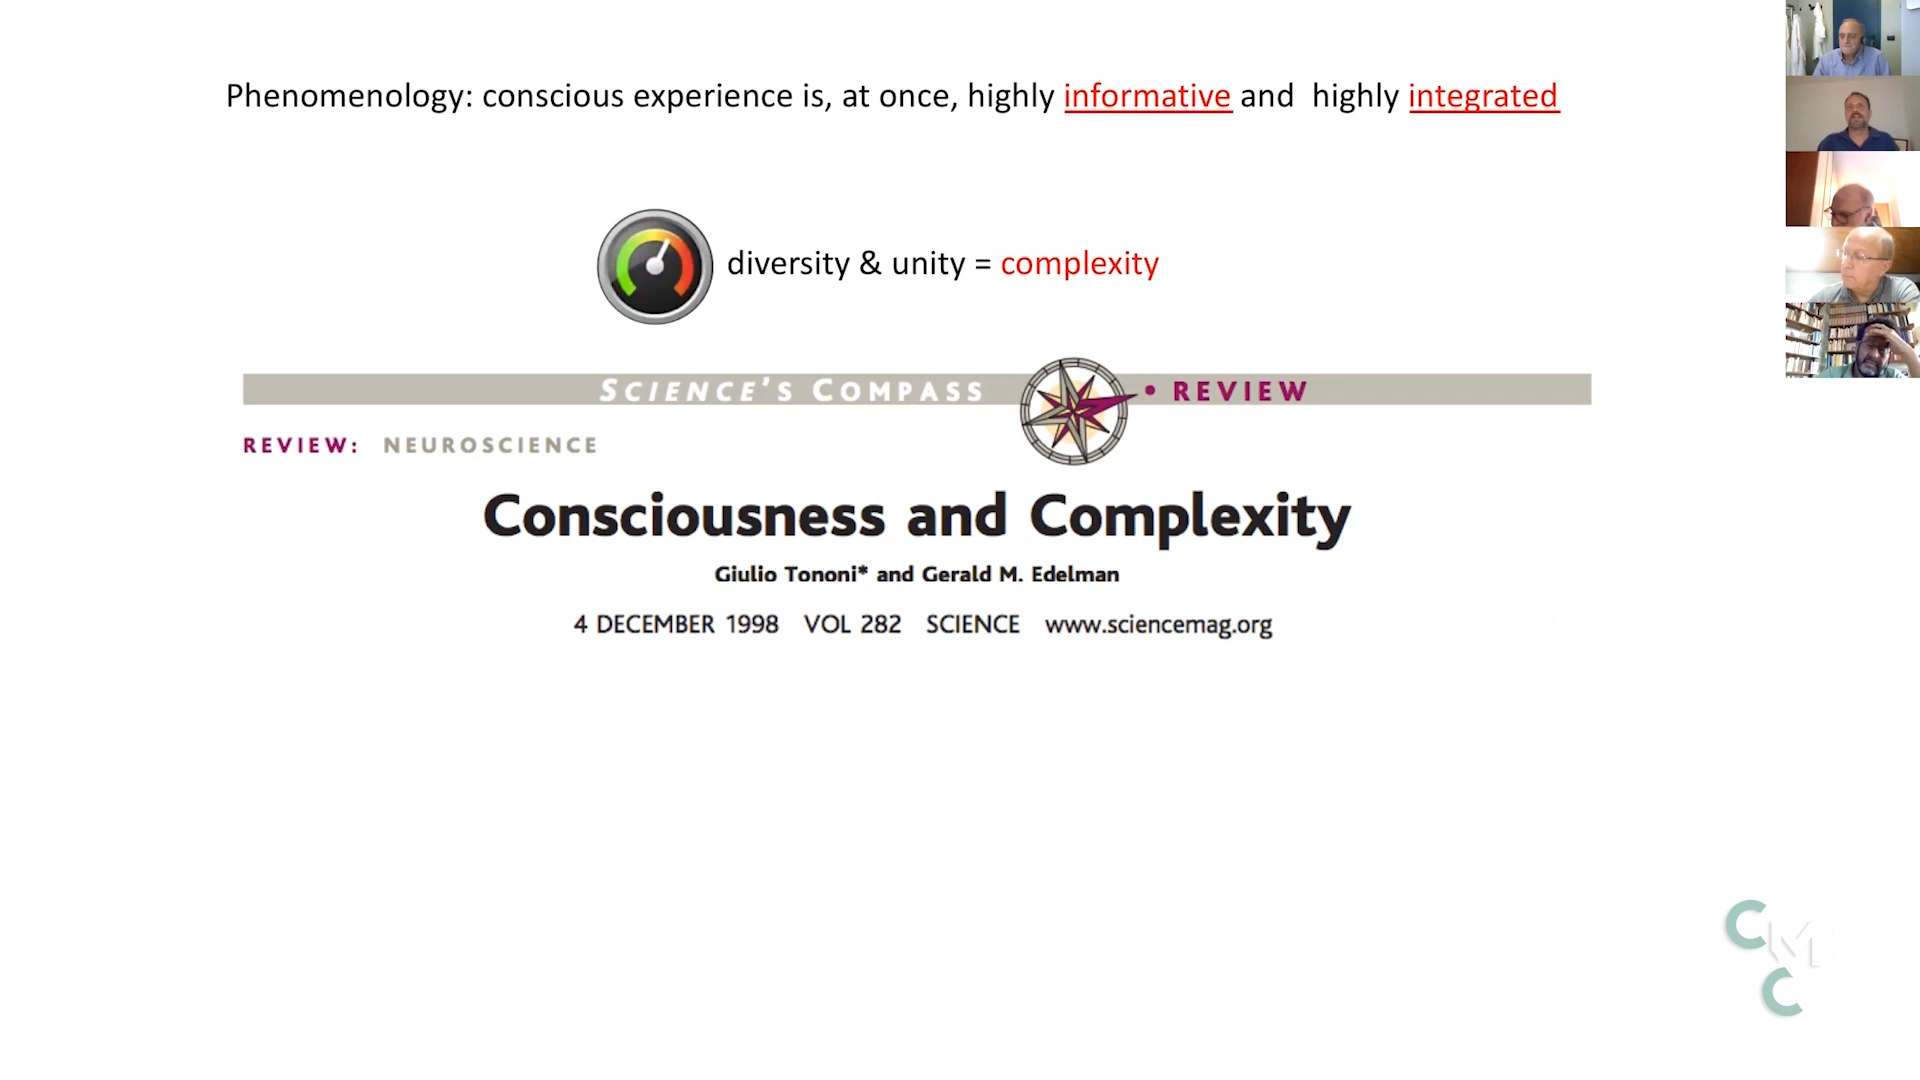 Phenomenology: conscious experience is, at once, highly informative and highly integrated
diversity & unity = complexity
SCIENCE'S COMPASS • REVIEW
REVIEW: NEUROSCIENCE
Consciousness and Complexity
Giulio Tononi* and Gerald M. Edelman
4 DECEMBER 1998 VOL 282 SCIENCE www.sciencemag.org
C
M
C